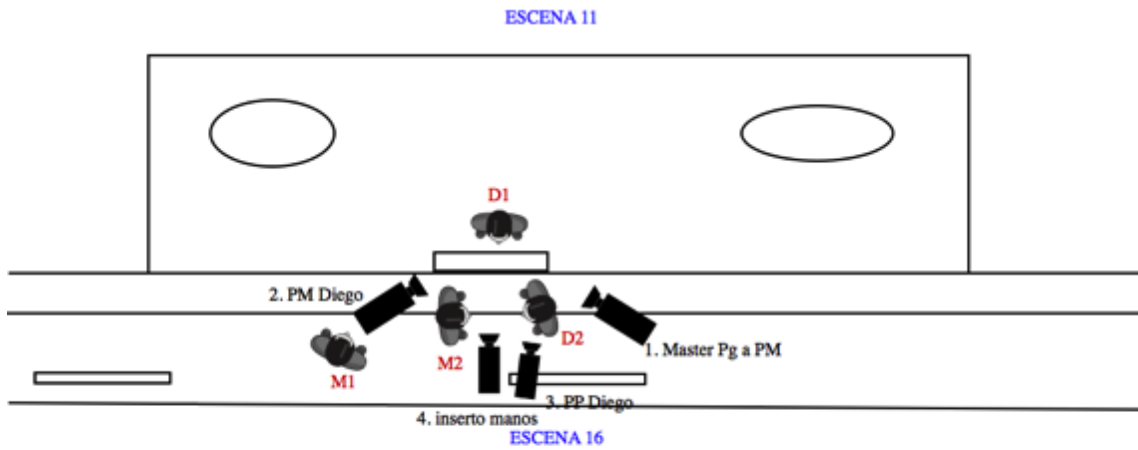 ESCENA 11
D1
2. PM Diego
D2
1. Master Pg a PM
M2
M1
3. PP Diego
4. inserto manos
ESCENA 16